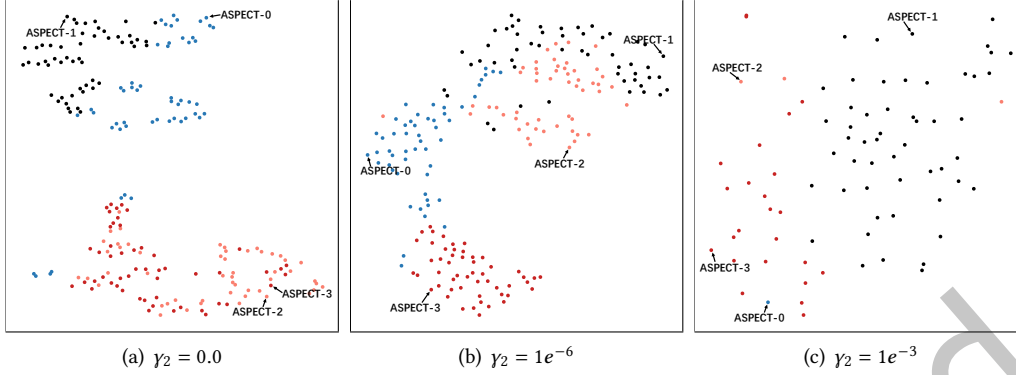 ASPECT-0
ASPECT-1
ASPECT-3
ASPECT-2
(a) γ₂ = 0.0
ASPECT-1
ASPECT-0
ASPECT-2
ASPECT-3
(b) γ₂ = 1e⁻⁶
ASPECT-1
ASPECT-2
ASPECT-3
ASPECT-0
(c) γ₂ = 1e⁻³
d